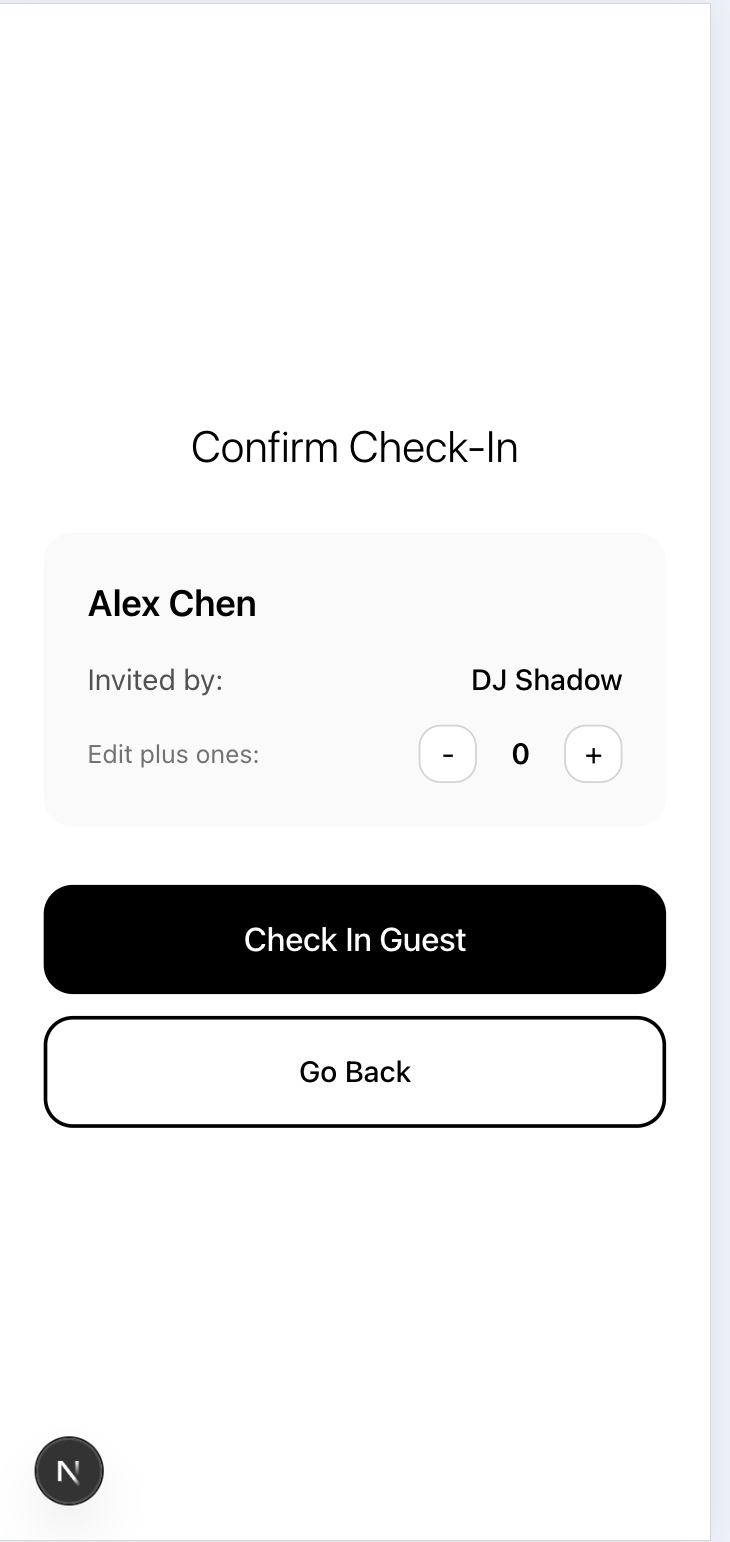 Confirm Check-In
Alex Chen
Invited by: DJ Shadow
Edit plus ones: - 0 +
Check In Guest
Go Back
N